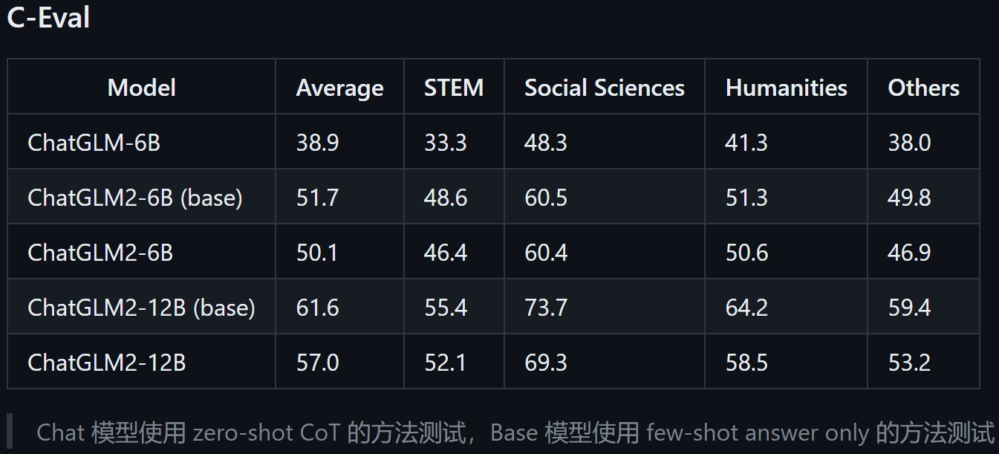 C-Eval
Model Average STEM Social Sciences Humanities Others
ChatGLM-6B 38.9 33.3 48.3 41.3 38.0
ChatGLM2-6B (base) 51.7 48.6 60.5 51.3 49.8
ChatGLM2-6B 50.1 46.4 60.4 50.6 46.9
ChatGLM2-12B (base) 61.6 55.4 73.7 64.2 59.4
ChatGLM2-12B 57.0 52.1 69.3 58.5 53.2
Chat 模型使用 zero-shot CoT 的方法测试，Base 模型使用 few-shot answer only 的方法测试